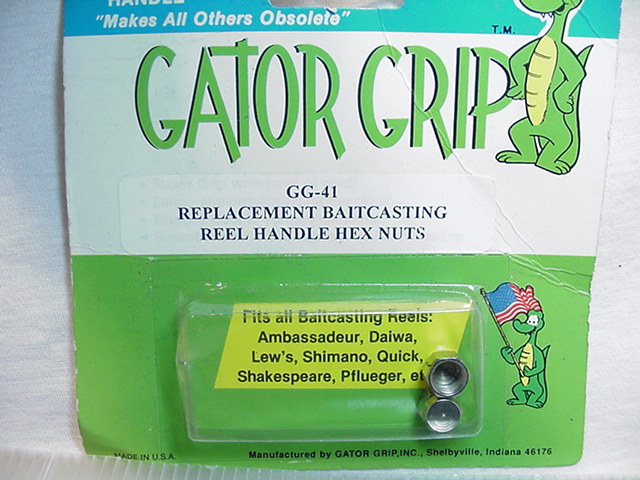 HANDLE
"Makes All Others Obsolete"
T.M.
GATOR GRIP
GG-41
REPLACEMENT BAITCASTING
REEL HANDLE HEX NUTS
Fits all Baitcasting Reels:
Ambassadeur, Daiwa,
Lew's, Shimano, Quick,
Shakespeare, Pflueger,
MADE IN U.S.A.
Manufactured by GATOR GRIP,INC., Shelbyville, Indiana 46176